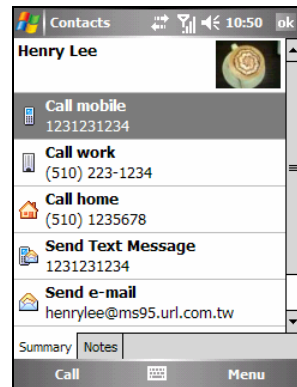 Contacts 10:50 ok
Henry Lee
Call mobile
1231231234
Call work
(510) 223-1234
Call home
(510) 1235678
Send Text Message
1231231234
Send e-mail
henrylee@ms95.url.com.tw
Summary Notes
Call Menu